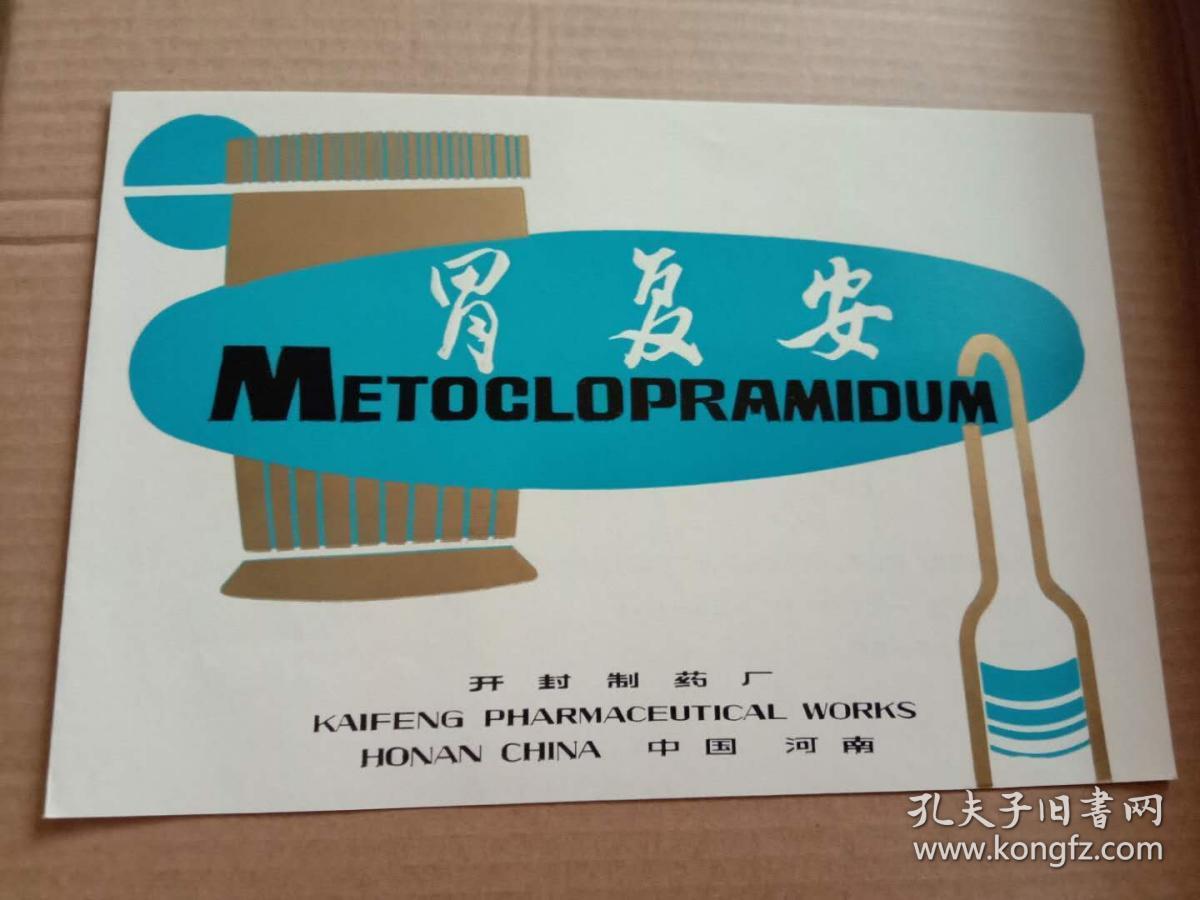 胃复安
METOCLOPRAMIDUM
开封制药厂
KAIFENG PHARMACEUTICAL WORKS
HONAN CHINA 中国 河南
孔夫子旧书网
www.kongfz.com